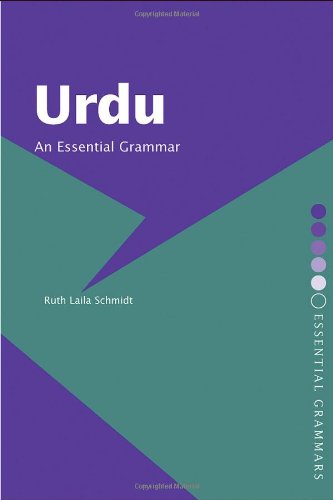 Urdu
An Essential Grammar
Ruth Laila Schmidt
ESSENTIAL GRAMMARS
Copyrighted Material
Copyrighted Material